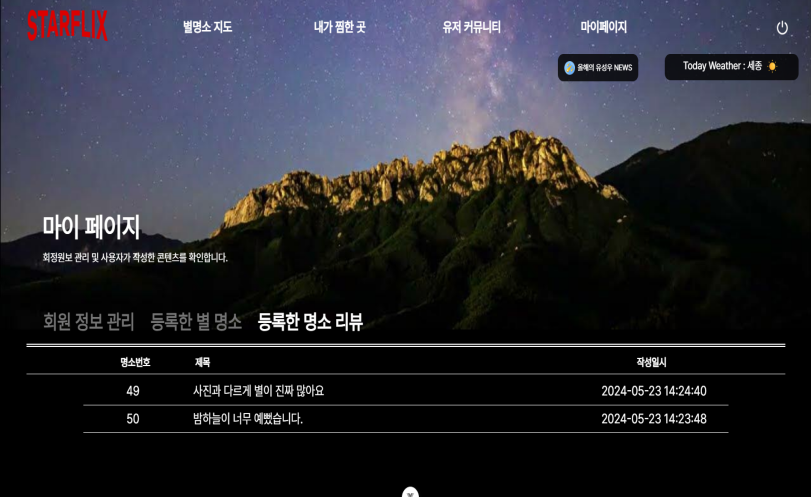 STARFLIX
별명소 지도
내가 찜한 곳
유저 커뮤니티
마이페이지
올해의 유성우 NEWS
Today Weather : 세종
마이 페이지
회정원보 관리 및 사용자가 작성한 콘텐츠를 확인합니다.
회원 정보 관리 등록한 별 명소 등록한 명소 리뷰
명소번호 제목 작성일시
49 사진과 다르게 별이 진짜 많아요 2024-05-23 14:24:40
50 밤하늘이 너무 예뻤습니다. 2024-05-23 14:23:48